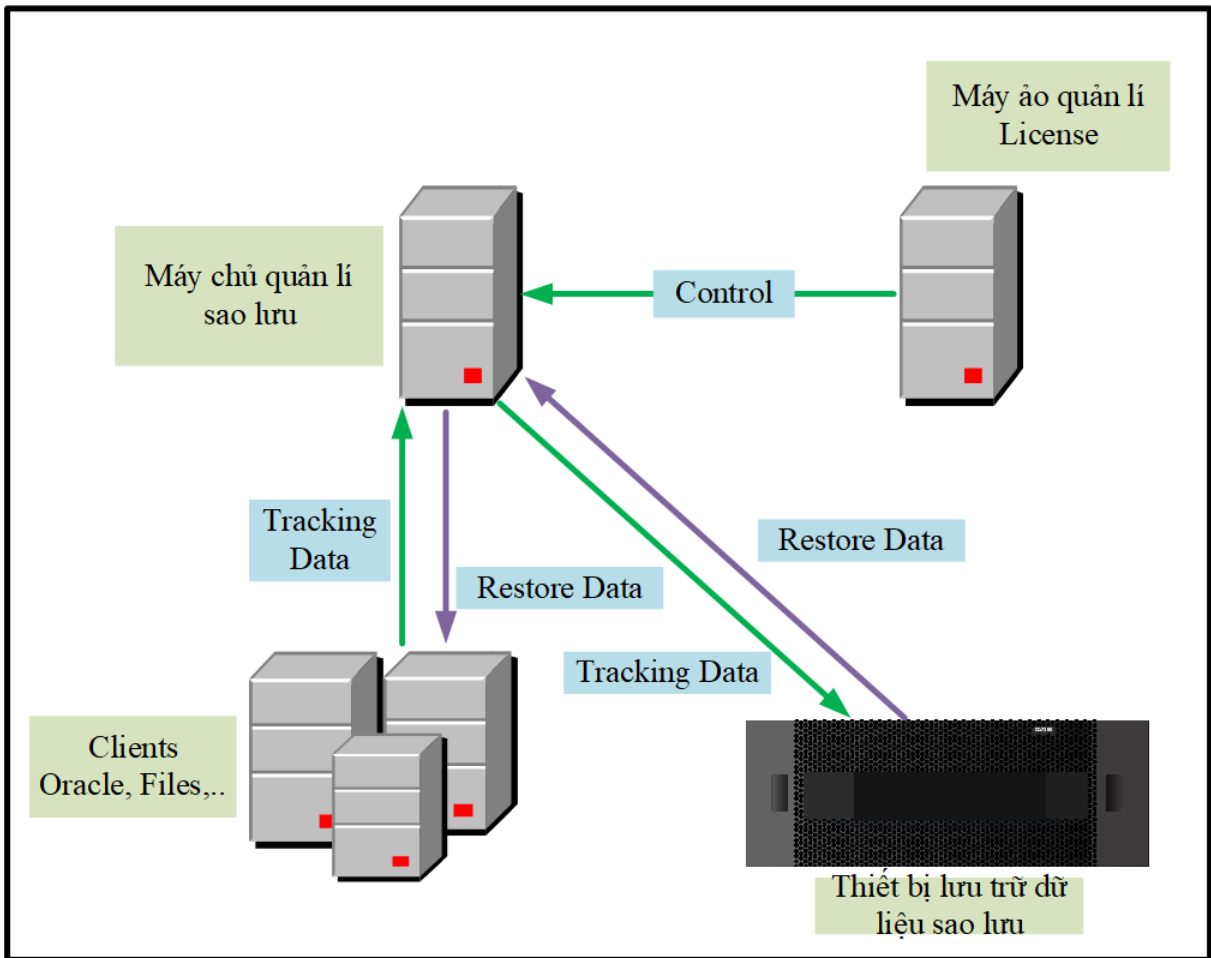 Máy ảo quản lí
License
Máy chủ quản lí
sao lưu
Control
Tracking
Data
Restore Data
Restore Data
Tracking Data
Clients
Oracle, Files,..
Thiết bị lưu trữ dữ
liệu sao lưu